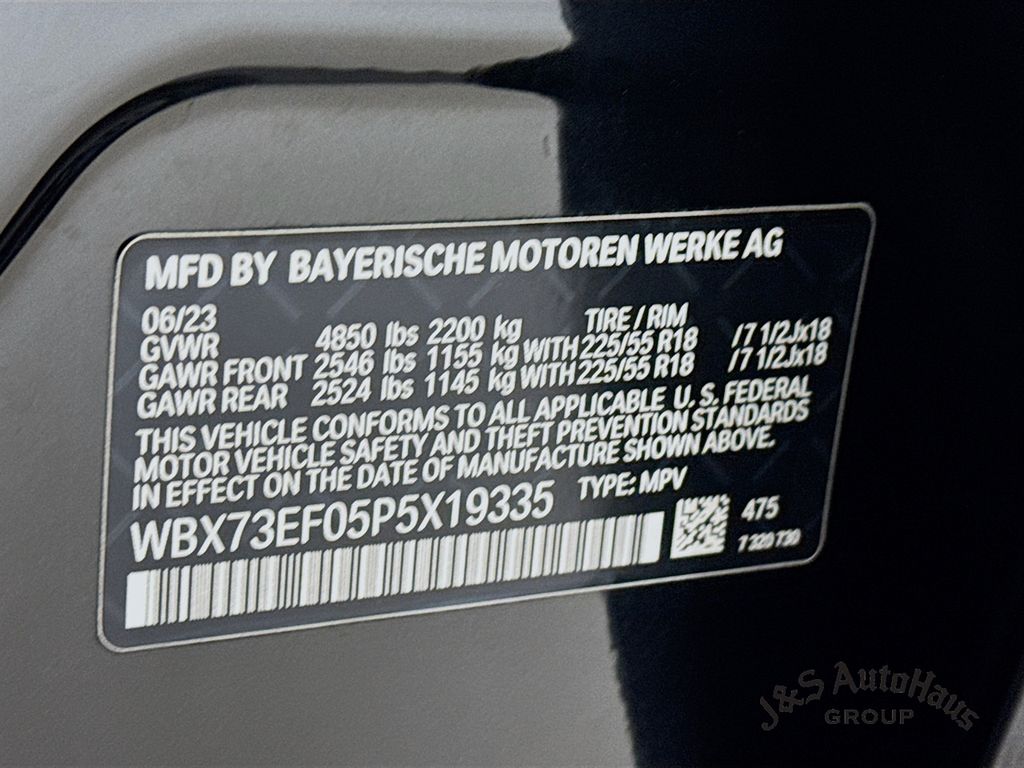 MFD BY BAYERISCHE MOTOREN WERKE AG
06/23 TIRE / RIM
GVWR 4850 lbs 2200 kg
GAWR FRONT 2546 lbs 1155 kg WITH 225/55 R18 /7 1/2Jx18
GAWR REAR 2524 lbs 1145 kg WITH 225/55 R18 /7 1/2Jx18
THIS VEHICLE CONFORMS TO ALL APPLICABLE U. S. FEDERAL
MOTOR VEHICLE SAFETY AND THEFT PREVENTION STANDARDS
IN EFFECT ON THE DATE OF MANUFACTURE SHOWN ABOVE.
WBX73EF05P5X19335 TYPE: MPV
475
7 320 730
J&S AutoHaus
GROUP